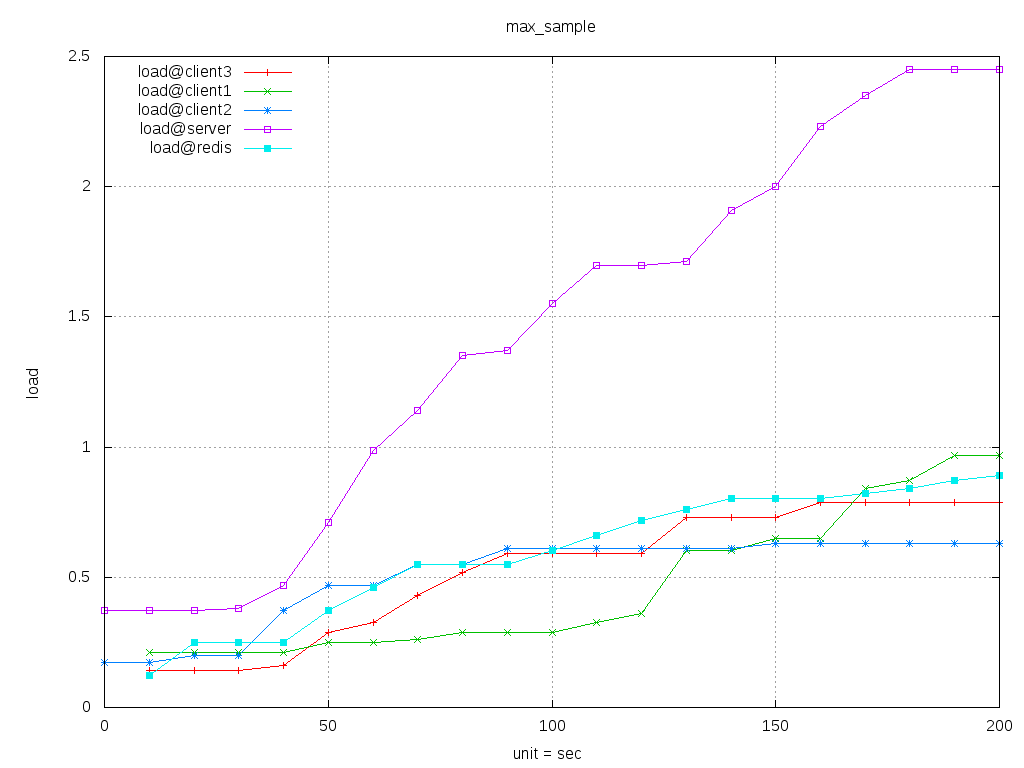 max_sample
load@client3
load@client1
load@client2
load@server
load@redis
2.5
2
1.5
1
0.5
0
load
0 50 100 150 200
unit = sec